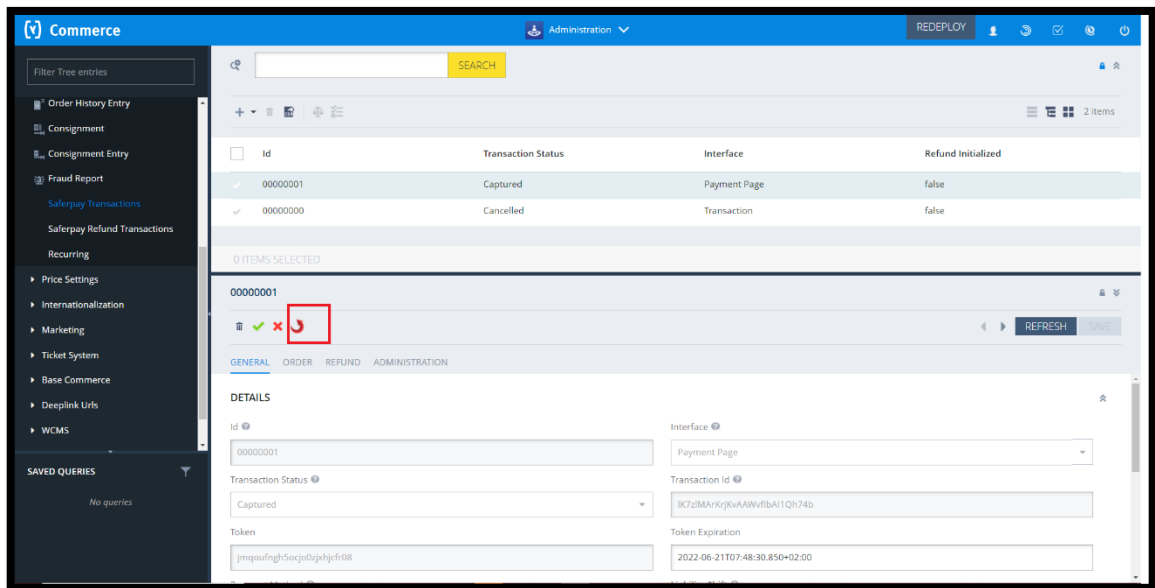 (y) Commerce
Administration
REDEPLOY
Filter Tree entries
Order History Entry
Consignment
Consignment Entry
Fraud Report
Saferpay Transactions
Saferpay Refund Transactions
Recurring
Price Settings
Internationalization
Marketing
Ticket System
Base Commerce
Deeplink Urls
WCMS
SAVED QUERIES
No queries
SEARCH
2 items
Id Transaction Status Interface Refund Initialized
00000001 Captured Payment Page false
00000000 Cancelled Transaction false
0 ITEMS SELECTED
00000001
REFRESH SAVE
GENERAL ORDER REFUND ADMINISTRATION
DETAILS
Id Interface
00000001 Payment Page
Transaction Status Transaction Id
Captured
Token Token Expiration
jmqoufngh5ocjo0zjxhjcfr08 2022-06-21T07:48:30.850+02:00